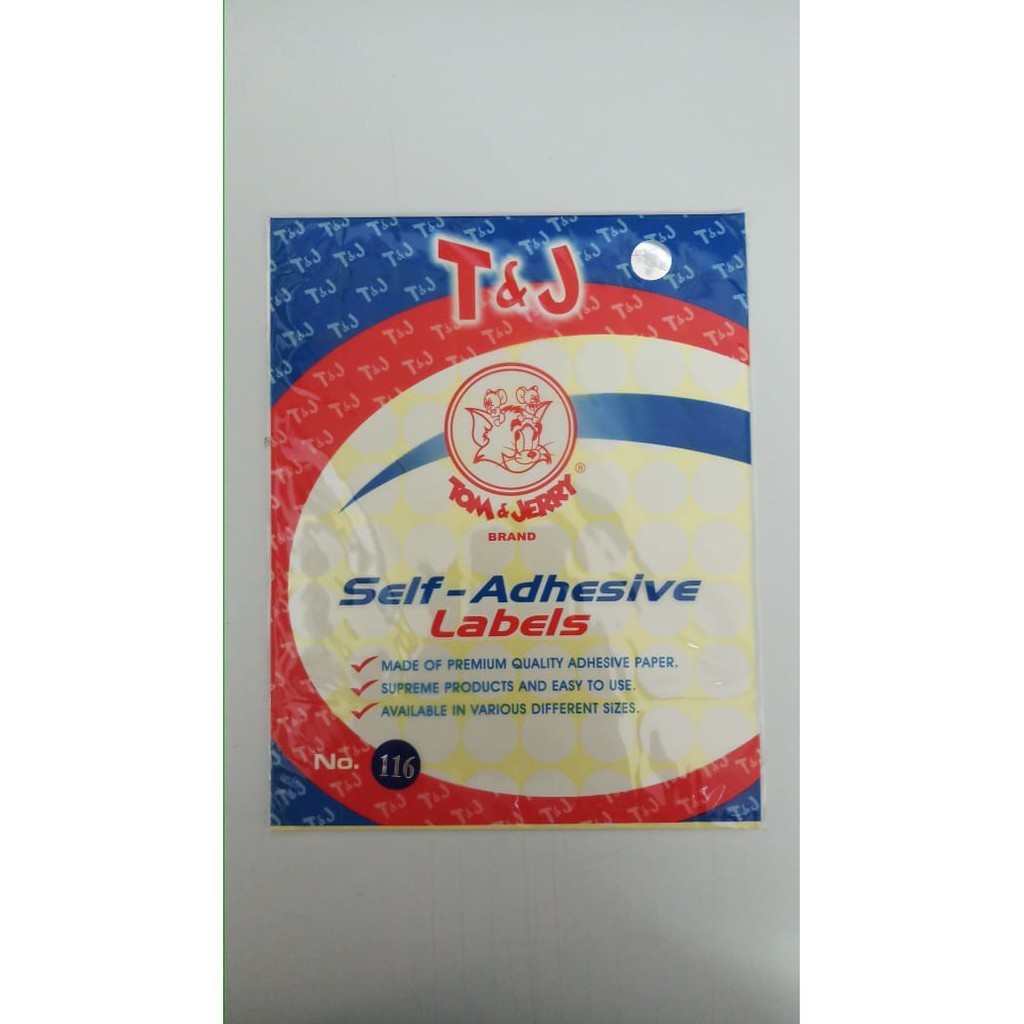 T&J
TOM & JERRY®
BRAND
Self-Adhesive
Labels
MADE OF PREMIUM QUALITY ADHESIVE PAPER.
SUPREME PRODUCTS AND EASY TO USE.
AVAILABLE IN VARIOUS DIFFERENT SIZES.
No. 116